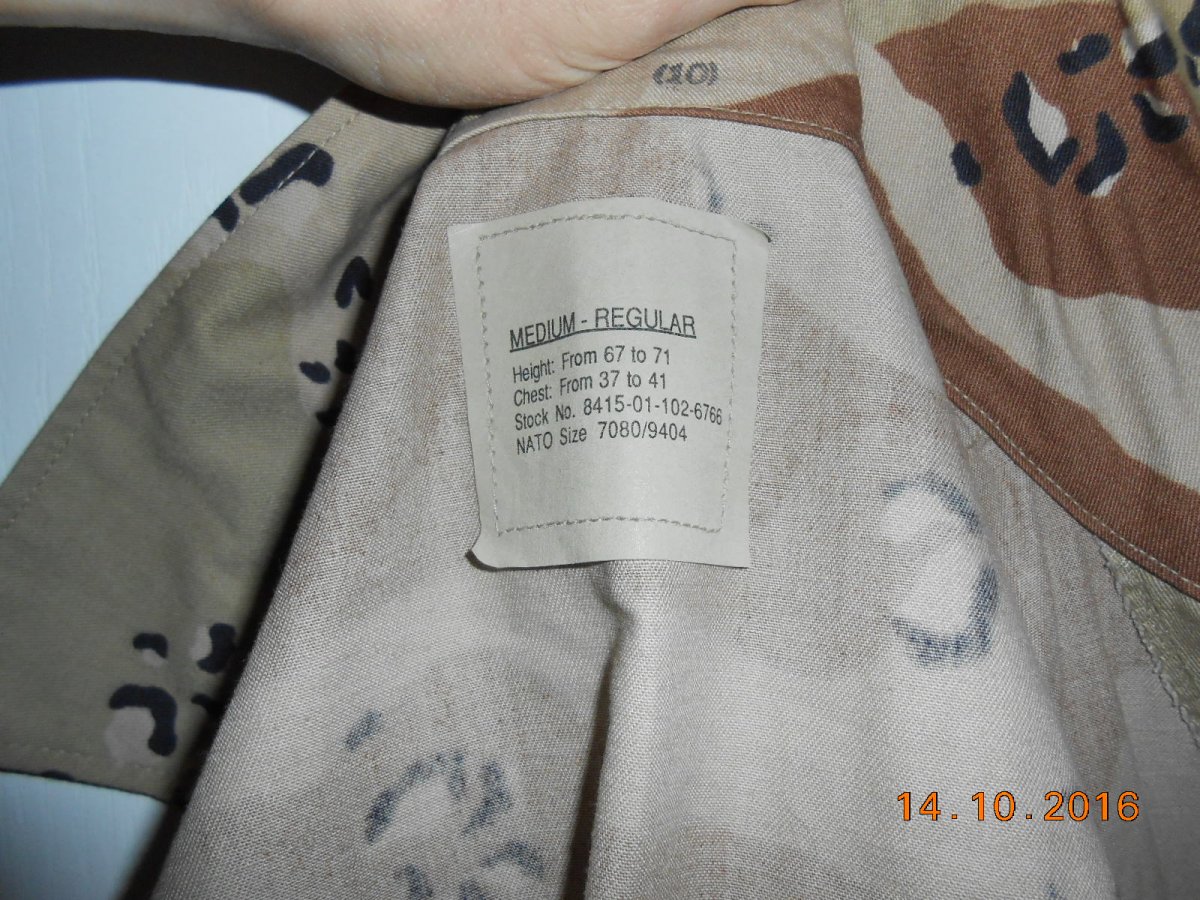 (10)
MEDIUM - REGULAR
Height: From 67 to 71
Chest: From 37 to 41
Stock No. 8415-01-102-6766
NATO Size 7080/9404
14.10.2016